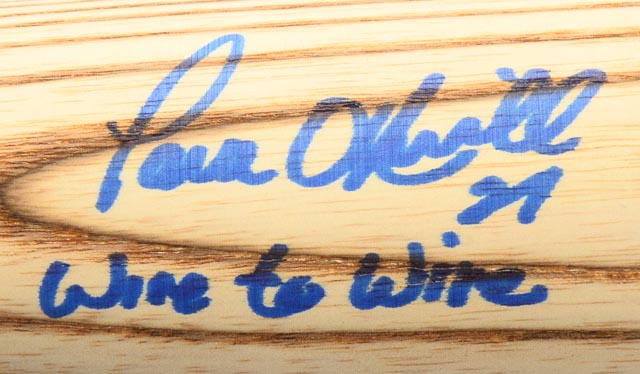 Paul O'Neill
21
Wire to Wire